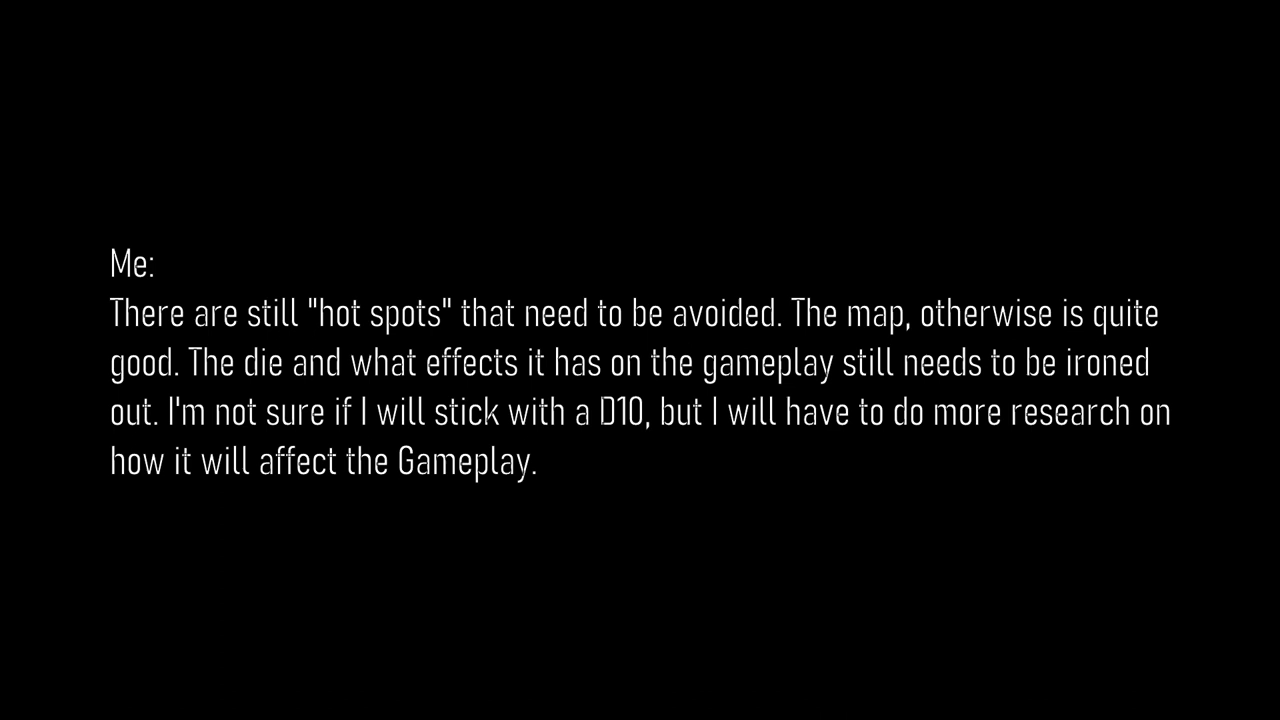 Me:
There are still "hot spots" that need to be avoided. The map, otherwise is quite
good. The die and what effects it has on the gameplay still needs to be ironed
out. I'm not sure if I will stick with a D10, but I will have to do more research on
how it will affect the Gameplay.